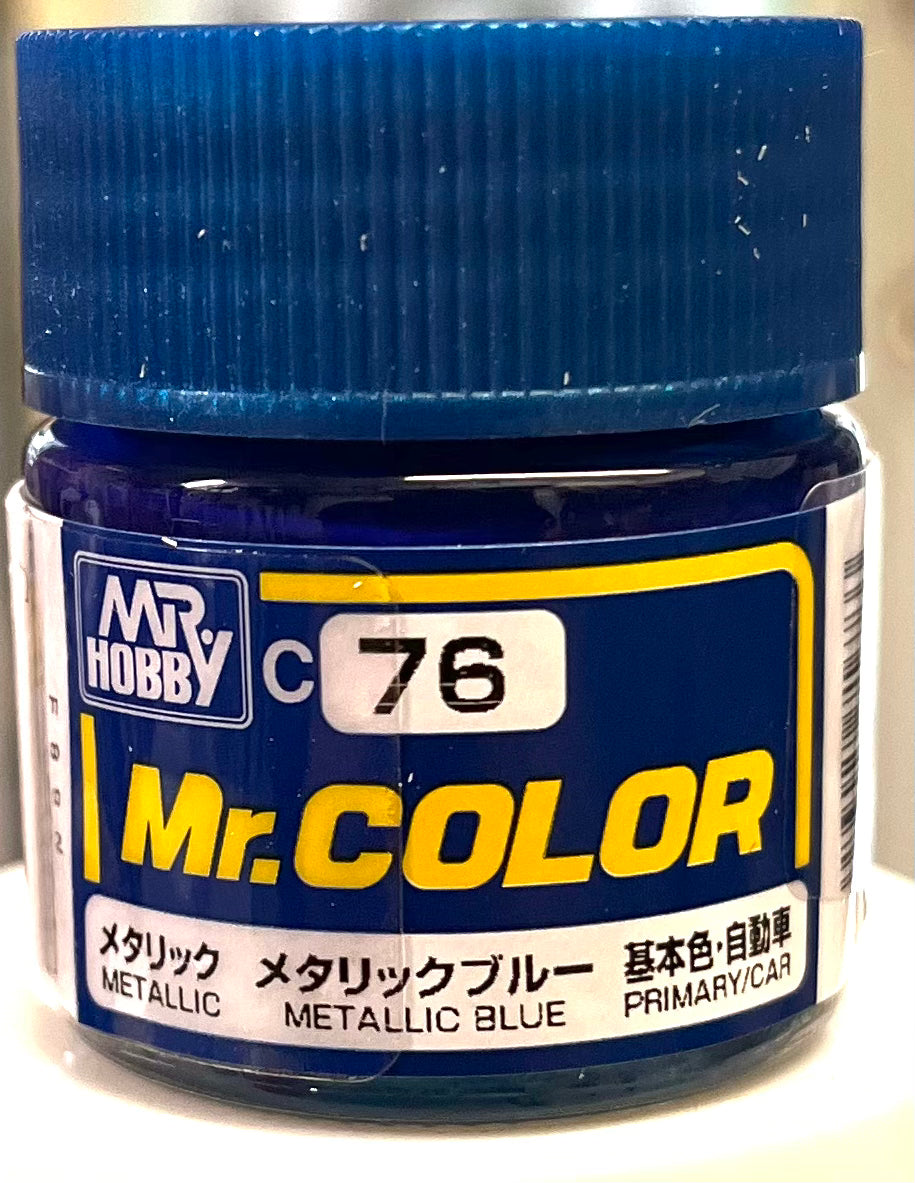 MR.
HOBBY
C 76
Mr.COLOR
メタリック
METALLIC
メタリックブルー
METALLIC BLUE
基本色・自動車
PRIMARY/CAR